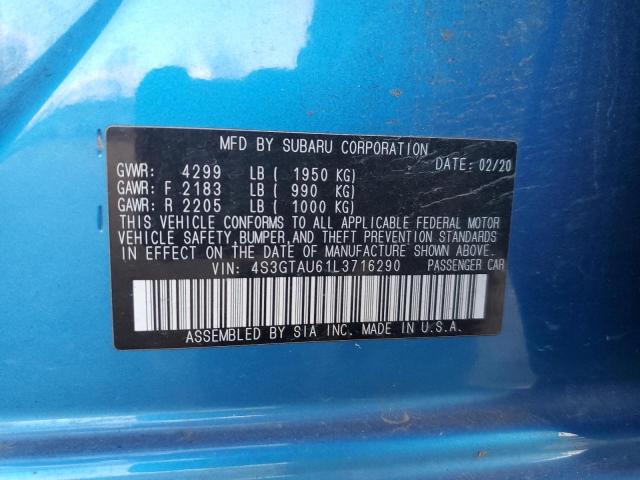 MFD BY SUBARU CORPORATION
DATE: 02/20
GVWR: 4299 LB ( 1950 KG)
GAWR: F 2183 LB ( 990 KG)
GAWR: R 2205 LB ( 1000 KG)
THIS VEHICLE CONFORMS TO ALL APPLICABLE FEDERAL MOTOR
VEHICLE SAFETY, BUMPER, AND THEFT PREVENTION STANDARDS
IN EFFECT ON THE DATE OF MANUFACTURE SHOWN ABOVE.
VIN: 4S3GTAU61L3716290 PASSENGER CAR
ASSEMBLED BY SIA INC. MADE IN U.S.A.